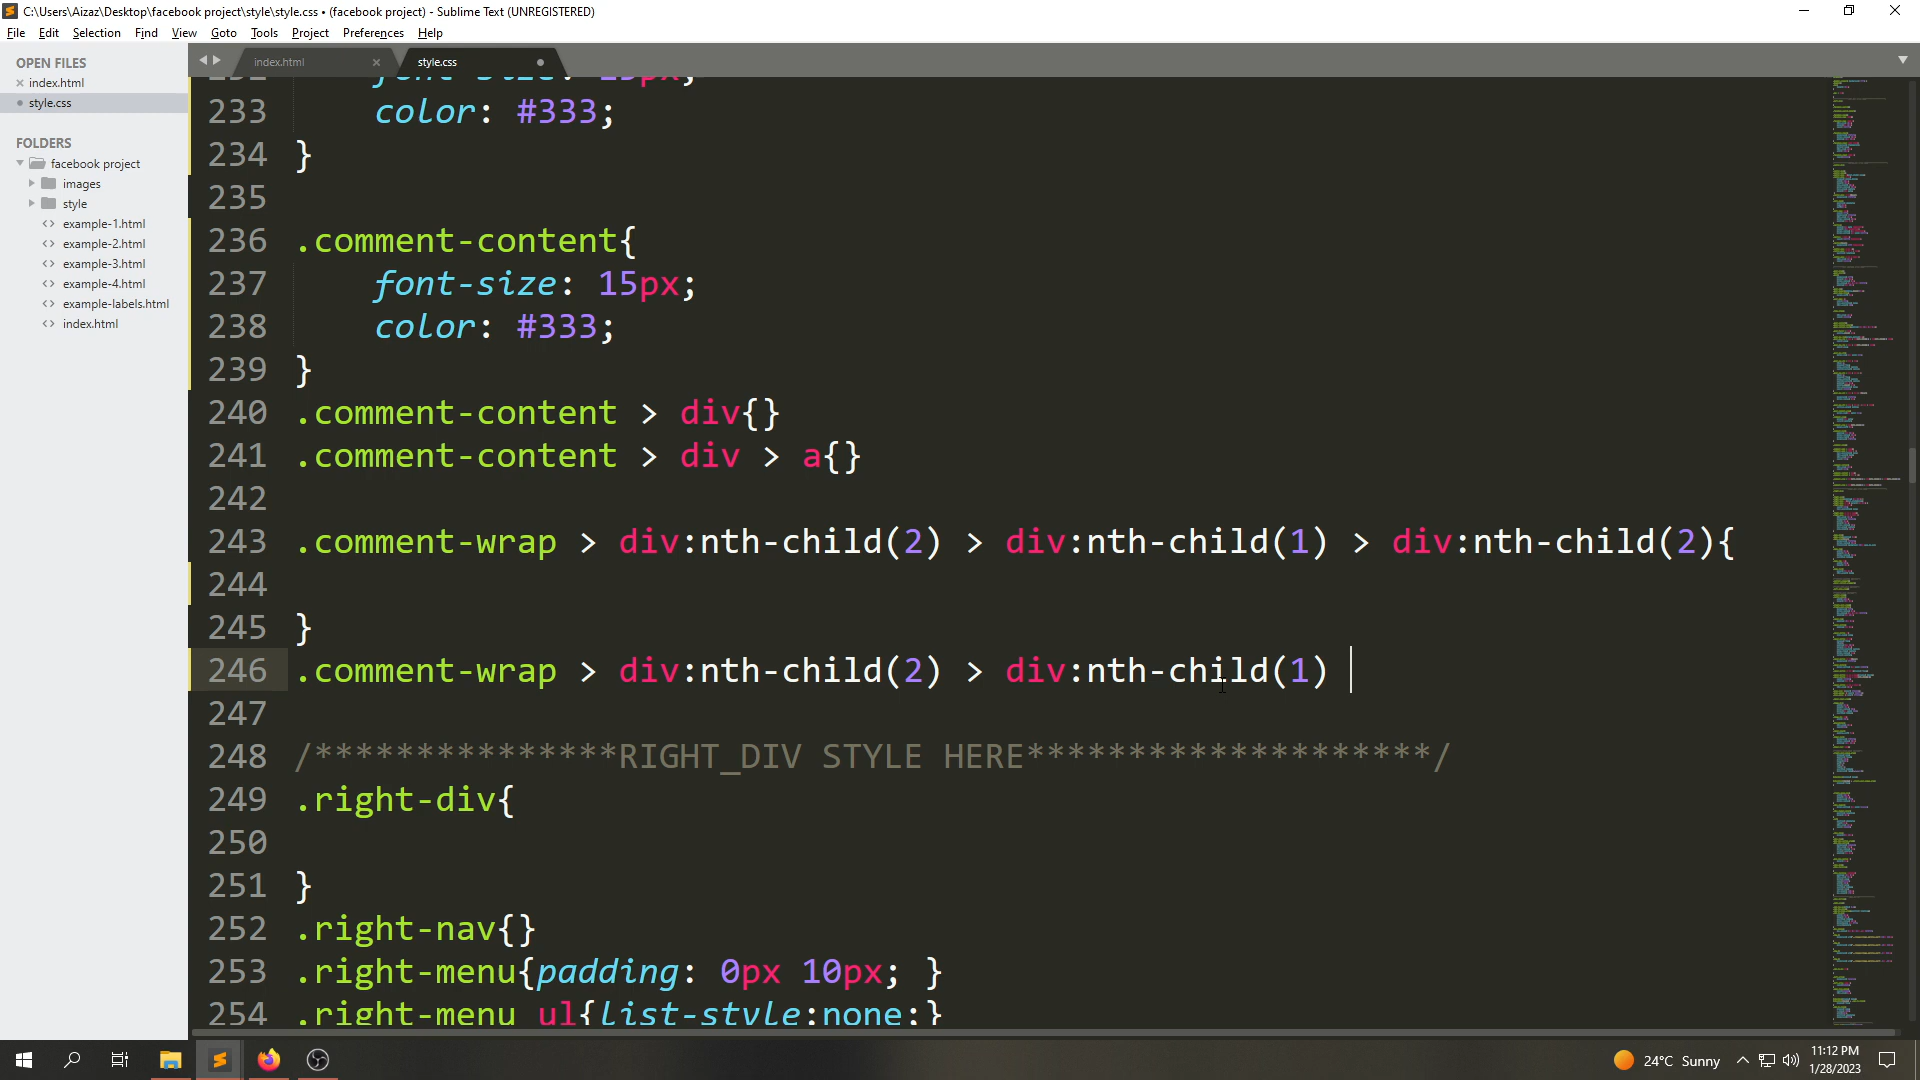 C:\Users\Aizaz\Desktop\facebook project\style\style.css • (facebook project) - Sublime Text (UNREGISTERED)
File Edit Selection Find View Goto Tools Project Preferences Help
OPEN FILES
index.html
style.css
FOLDERS
facebook project
images
style
example-1.html
example-2.html
example-3.html
example-4.html
example-labels.html
index.html
index.html
style.css
232 font-size: 15px;
233 color: #333;
234 }
235
236 .comment-content{
237 font-size: 15px;
238 color: #333;
239 }
240 .comment-content > div{}
241 .comment-content > div > a{}
242
243 .comment-wrap > div:nth-child(2) > div:nth-child(1) > div:nth-child(2){
244
245 }
246 .comment-wrap > div:nth-child(2) > div:nth-child(1)
247
248 /***************RIGHT_DIV STYLE HERE********************/
249 .right-div{
250
251 }
252 .right-nav{}
253 .right-menu{padding: 0px 10px; }
254 .right-menu ul{list-style:none;}
24°C Sunny
11:12 PM
1/28/2023